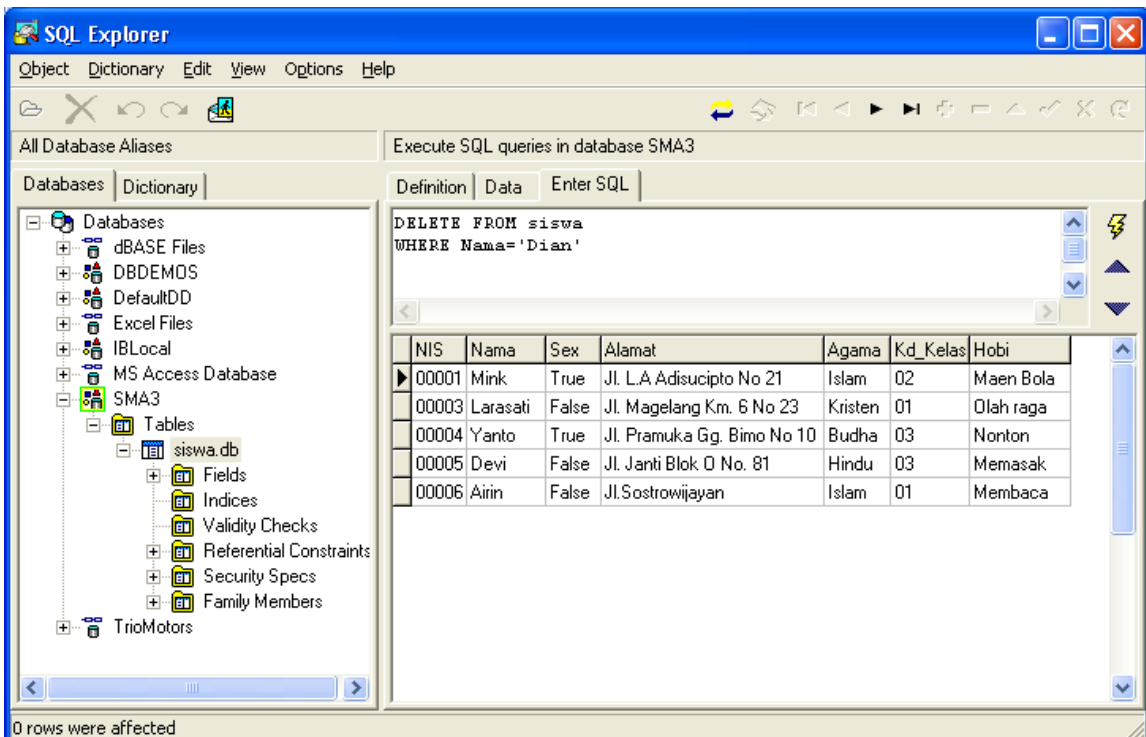 SQL Explorer
Object Dictionary Edit View Options Help
All Database Aliases
Execute SQL queries in database SMA3
Databases Dictionary
Definition Data Enter SQL
Databases
dBASE Files
DBDEMOS
DefaultDD
Excel Files
IBLocal
MS Access Database
SMA3
Tables
siswa.db
Fields
Indices
Validity Checks
Referential Constraints
Security Specs
Family Members
TrioMotors
DELETE FROM siswa
WHERE Nama='Dian'
NIS Nama Sex Alamat Agama Kd_Kelas Hobi
00001 Mink True Jl. L.A Adisucipto No 21 Islam 02 Maen Bola
00003 Larasati False Jl. Magelang Km. 6 No 23 Kristen 01 Olah raga
00004 Yanto True Jl. Pramuka Gg. Bimo No 10 Budha 03 Nonton
00005 Devi False Jl. Janti Blok O No. 81 Hindu 03 Memasak
00006 Airin False Jl.Sostrowijayan Islam 01 Membaca
0 rows were affected